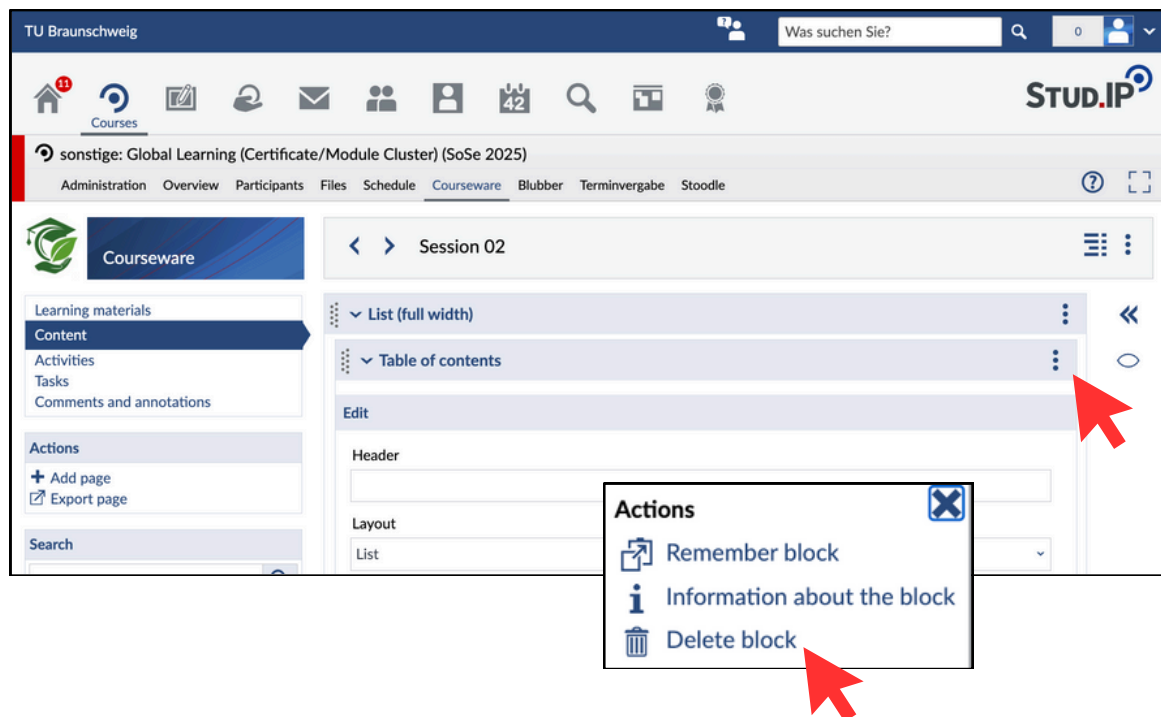 TU Braunschweig
?
Was suchen Sie?
0
11
42
Courses
STUD.IP
sonstige: Global Learning (Certificate/Module Cluster) (SoSe 2025)
Administration Overview Participants Files Schedule Courseware Blubber Terminvergabe Stoodle
?
Courseware
Session 02
Learning materials
Content
Activities
Tasks
Comments and annotations
Actions
+ Add page
Export page
Search
List (full width)
Table of contents
Edit
Header
Layout
List
Actions
Remember block
i Information about the block
Delete block